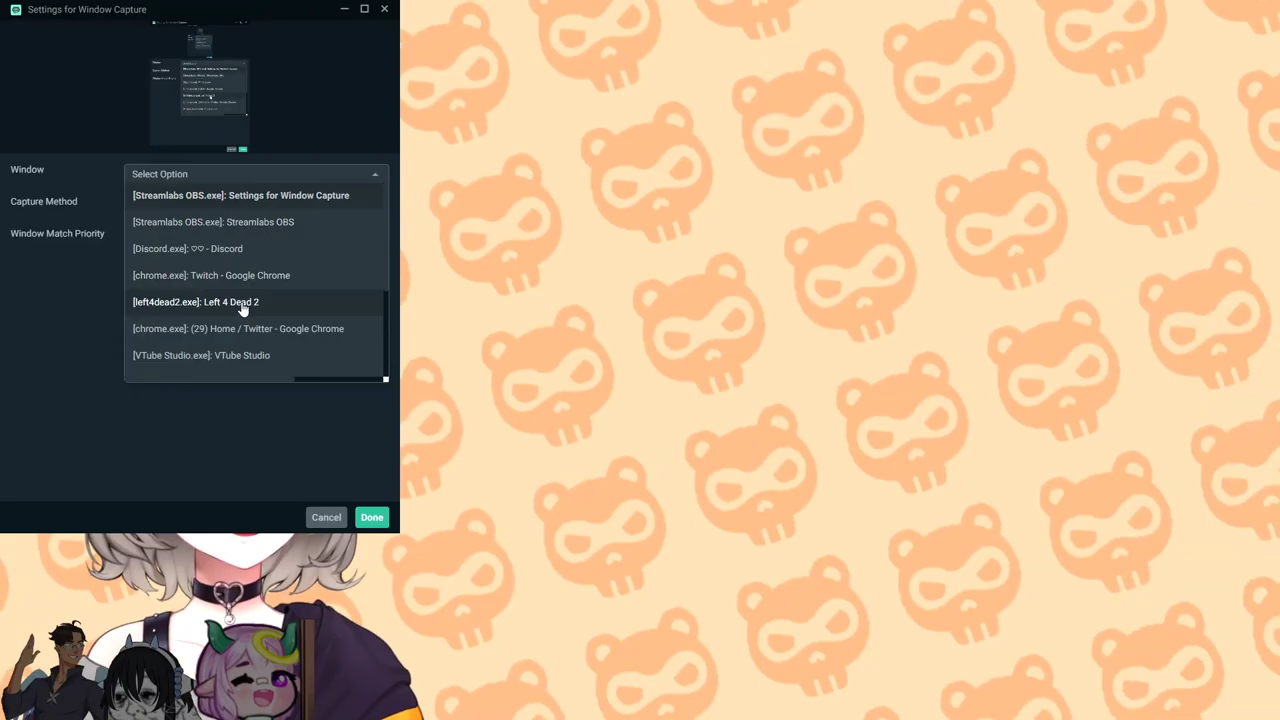 Settings for Window Capture
Window
Select Option
[Streamlabs OBS.exe]: Settings for Window Capture
Capture Method
[Streamlabs OBS.exe]: Streamlabs OBS
Window Match Priority
[Discord.exe]: ♡♡ - Discord
[chrome.exe]: Twitch - Google Chrome
[left4dead2.exe]: Left 4 Dead 2
[chrome.exe]: (29) Home / Twitter - Google Chrome
[VTube Studio.exe]: VTube Studio
Cancel
Done